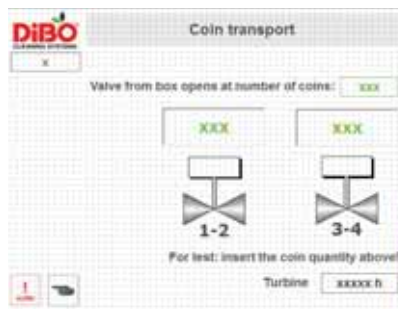 DiBO
CLEANING SYSTEMS
Coin transport
x
Valve from box opens at number of coins: xxx
XXX
XXX
1-2
3-4
For test: insert the coin quantity above!
Turbine xxxxx h
!